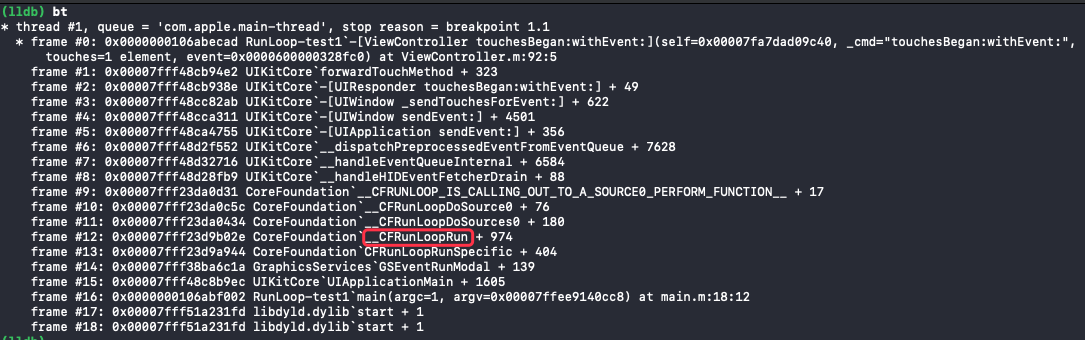 (lldb) bt
* thread #1, queue = 'com.apple.main-thread', stop reason = breakpoint 1.1
* frame #0: 0x0000000106abecad RunLoop-test1`-[ViewController touchesBegan:withEvent:](self=0x00007fa7dad09c40, _cmd="touchesBegan:withEvent:",
touches=1 element, event=0x0000600000328fc0) at ViewController.m:92:5
frame #1: 0x00007fff48cb94e2 UIKitCore`forwardTouchMethod + 323
frame #2: 0x00007fff48cb938e UIKitCore`-[UIResponder touchesBegan:withEvent:] + 49
frame #3: 0x00007fff48cc82ab UIKitCore`-[UIWindow _sendTouchesForEvent:] + 622
frame #4: 0x00007fff48cca311 UIKitCore`-[UIWindow sendEvent:] + 4501
frame #5: 0x00007fff48ca4755 UIKitCore`-[UIApplication sendEvent:] + 356
frame #6: 0x00007fff48d2f552 UIKitCore`__dispatchPreprocessedEventFromEventQueue + 7628
frame #7: 0x00007fff48d32716 UIKitCore`__handleEventQueueInternal + 6584
frame #8: 0x00007fff48d28fb9 UIKitCore`__handleHIDEventFetcherDrain + 88
frame #9: 0x00007fff23da0d31 CoreFoundation`__CFRUNLOOP_IS_CALLING_OUT_TO_A_SOURCE0_PERFORM_FUNCTION__ + 17
frame #10: 0x00007fff23da0c5c CoreFoundation`__CFRunLoopDoSource0 + 76
frame #11: 0x00007fff23da0434 CoreFoundation`__CFRunLoopDoSources0 + 180
frame #12: 0x00007fff23d9b02e CoreFoundation`__CFRunLoopRun + 974
frame #13: 0x00007fff23d9a944 CoreFoundation`CFRunLoopRunSpecific + 404
frame #14: 0x00007fff38ba6c1a GraphicsServices`GSEventRunModal + 139
frame #15: 0x00007fff48c8b9ec UIKitCore`UIApplicationMain + 1605
frame #16: 0x0000000106abf002 RunLoop-test1`main(argc=1, argv=0x00007ffee9140cc8) at main.m:18:12
frame #17: 0x00007fff51a231fd libdyld.dylib`start + 1
frame #18: 0x00007fff51a231fd libdyld.dylib`start + 1
(lldb)